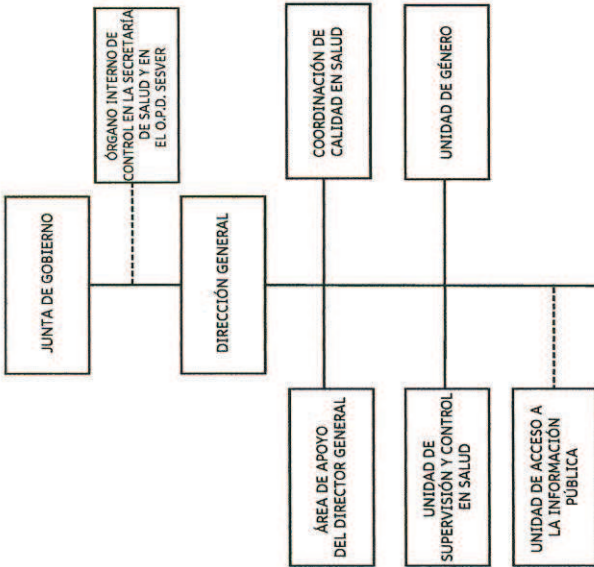 JUNTA DE GOBIERNO
ÓRGANO INTERNO DE
CONTROL EN LA SECRETARÍA
DE SALUD Y EN
EL O.P.D. SESVER
DIRECCIÓN GENERAL
ÁREA DE APOYO
DEL DIRECTOR GENERAL
COORDINACIÓN DE
CALIDAD EN SALUD
UNIDAD DE
SUPERVISIÓN Y CONTROL
EN SALUD
UNIDAD DE GÉNERO
UNIDAD DE ACCESO A
LA INFORMACIÓN
PÚBLICA